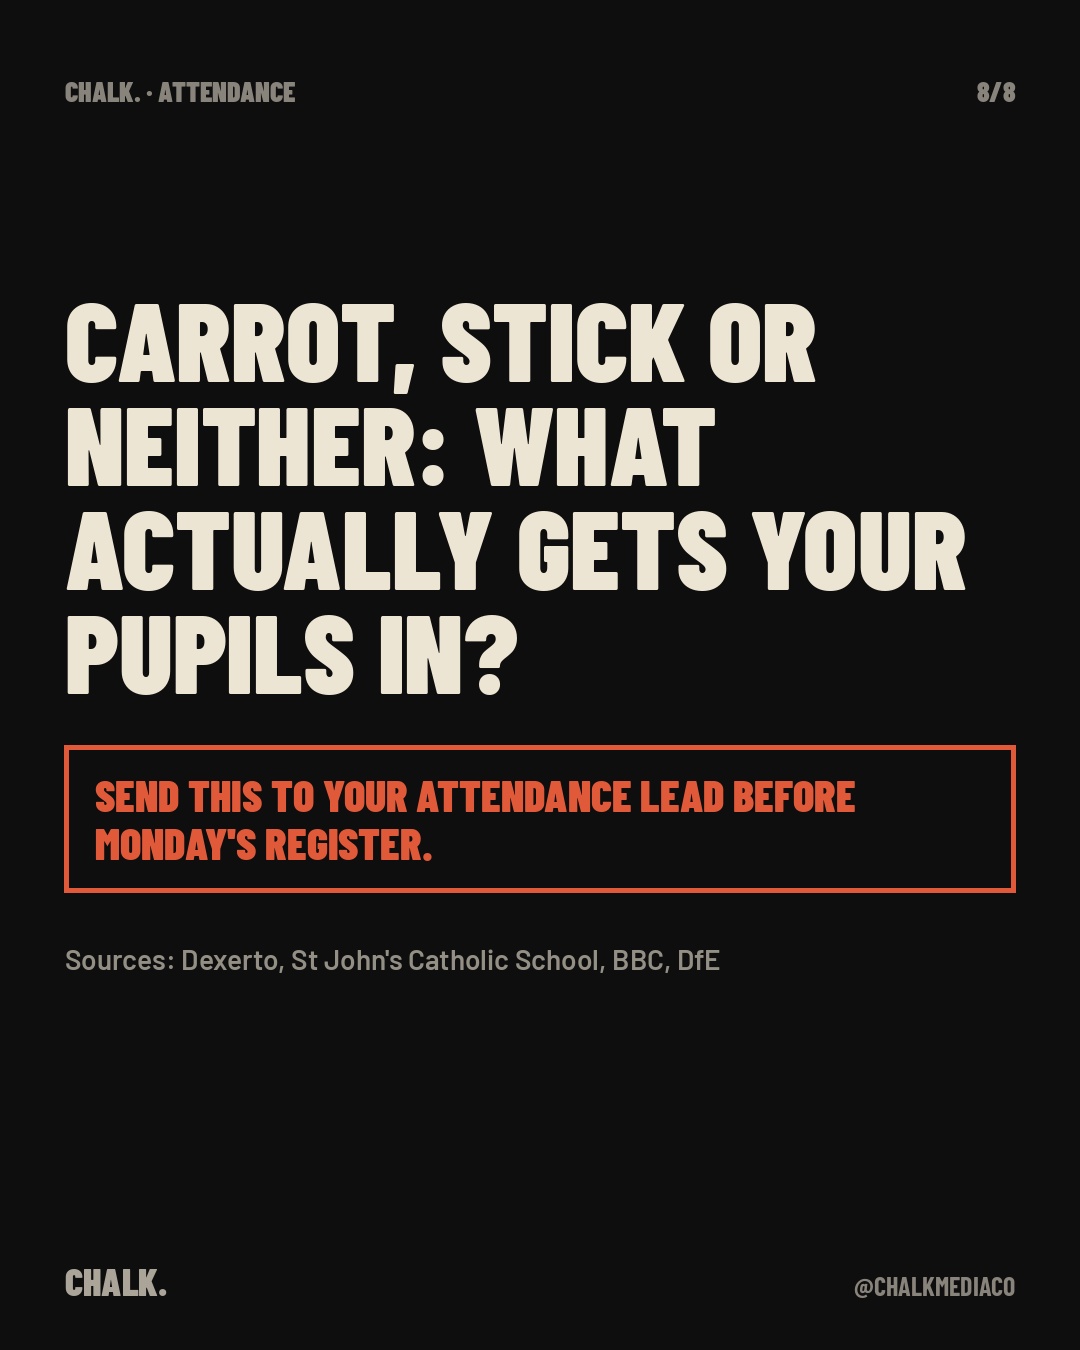 CHALK. · ATTENDANCE
8/8
CARROT, STICK OR
NEITHER: WHAT
ACTUALLY GETS YOUR
PUPILS IN?
SEND THIS TO YOUR ATTENDANCE LEAD BEFORE
MONDAY'S REGISTER.
Sources: Dexerto, St John's Catholic School, BBC, DfE
CHALK.
@CHALKMEDIACO